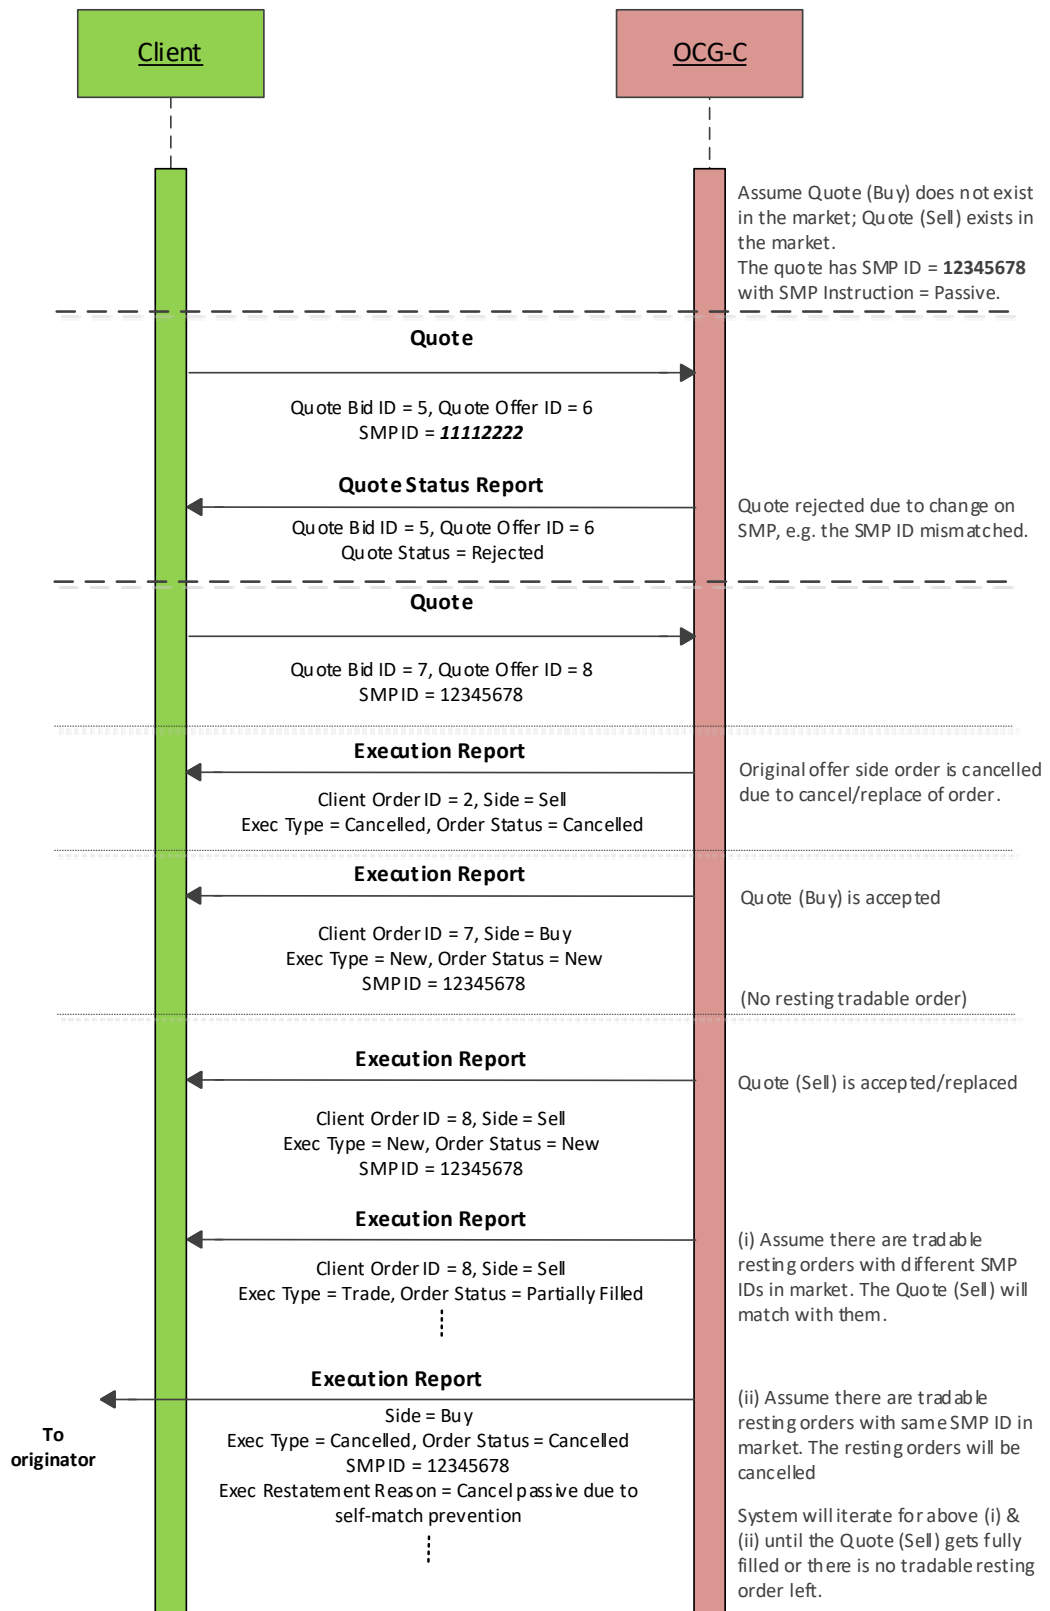 Client
OCG-C
Assume Quote (Buy) does not exist
in the market; Quote (Sell) exists in
the market.
The quote has SMP ID = 12345678
with SMP Instruction = Passive.
Quote
Quote Bid ID = 5, Quote Offer ID = 6
SMP ID = 11112222
Quote Status Report
Quote Bid ID = 5, Quote Offer ID = 6
Quote Status = Rejected
Quote rejected due to change on
SMP, e.g. the SMP ID mismatched.
Quote
Quote Bid ID = 7, Quote Offer ID = 8
SMP ID = 12345678
Execution Report
Client Order ID = 2, Side = Sell
Exec Type = Cancelled, Order Status = Cancelled
Original offer side order is cancelled
due to cancel/replace of order.
Execution Report
Client Order ID = 7, Side = Buy
Exec Type = New, Order Status = New
SMP ID = 12345678
Quote (Buy) is accepted
(No resting tradable order)
Execution Report
Client Order ID = 8, Side = Sell
Exec Type = New, Order Status = New
SMP ID = 12345678
Quote (Sell) is accepted/replaced
Execution Report
Client Order ID = 8, Side = Sell
Exec Type = Trade, Order Status = Partially Filled
(i) Assume there are tradable
resting orders with different SMP
IDs in market. The Quote (Sell) will
match with them.
Execution Report
To
originator
Side = Buy
Exec Type = Cancelled, Order Status = Cancelled
SMP ID = 12345678
Exec Restatement Reason = Cancel passive due to
self-match prevention
(ii) Assume there are tradable
resting orders with same SMP ID in
market. The resting orders will be
cancelled
System will iterate for above (i) &
(ii) until the Quote (Sell) gets fully
filled or there is no tradable resting
order left.